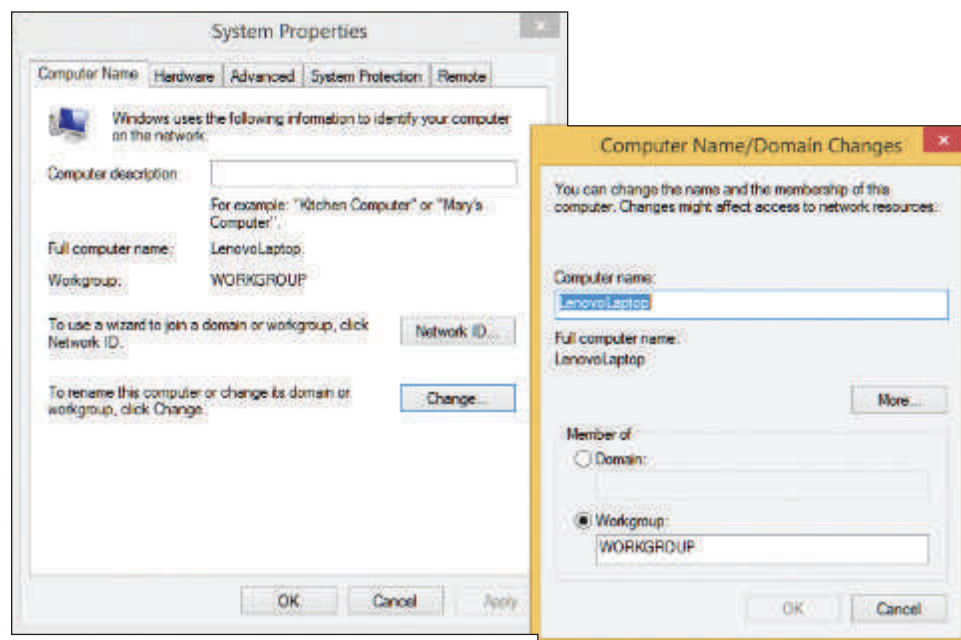 System Properties
Computer Name Hardware Advanced System Protection Remote
Windows uses the following information to identify your computer
on the network.
Computer description:
For example: "Kitchen Computer" or "Mary's
Computer".
Full computer name: LenovoLaptop
Workgroup: WORKGROUP
To use a wizard to join a domain or workgroup, click
Network ID.
Network ID...
To rename this computer or change its domain or
workgroup, click Change.
Change...
OK Cancel Apply
Computer Name/Domain Changes
You can change the name and the membership of this
computer. Changes might affect access to network resources.
Computer name:
LenovoLaptop
Full computer name:
LenovoLaptop
More...
Member of
Domain:
Workgroup:
WORKGROUP
OK Cancel